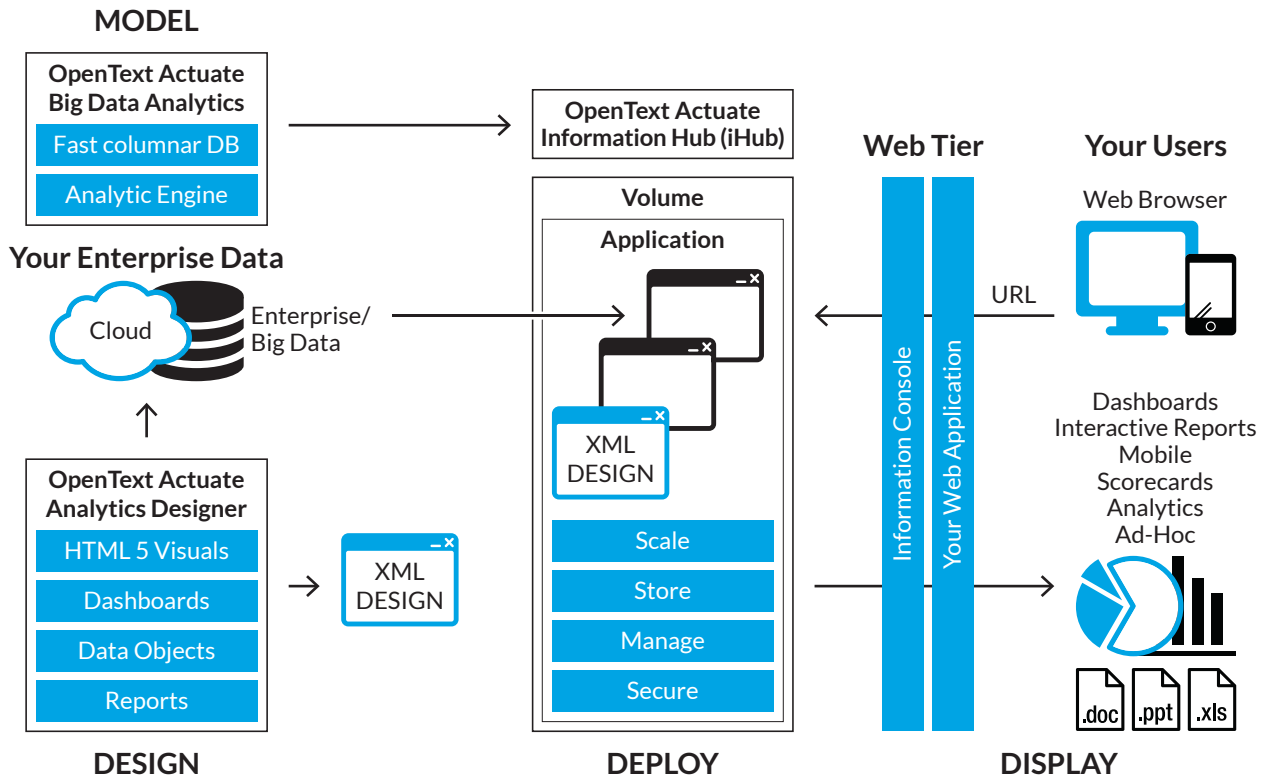 MODEL
OpenText Actuate
Big Data Analytics
Fast columnar DB
Analytic Engine
Your Enterprise Data
Cloud
Enterprise/
Big Data
OpenText Actuate
Analytics Designer
HTML 5 Visuals
Dashboards
Data Objects
Reports
DESIGN
XML
DESIGN
OpenText Actuate
Information Hub (iHub)
Volume
Application
XML
DESIGN
Scale
Store
Manage
Secure
DEPLOY
Web Tier
Information Console
Your Web Application
Your Users
Web Browser
URL
Dashboards
Interactive Reports
Mobile
Scorecards
Analytics
Ad-Hoc
.doc
.ppt
.xls
DISPLAY